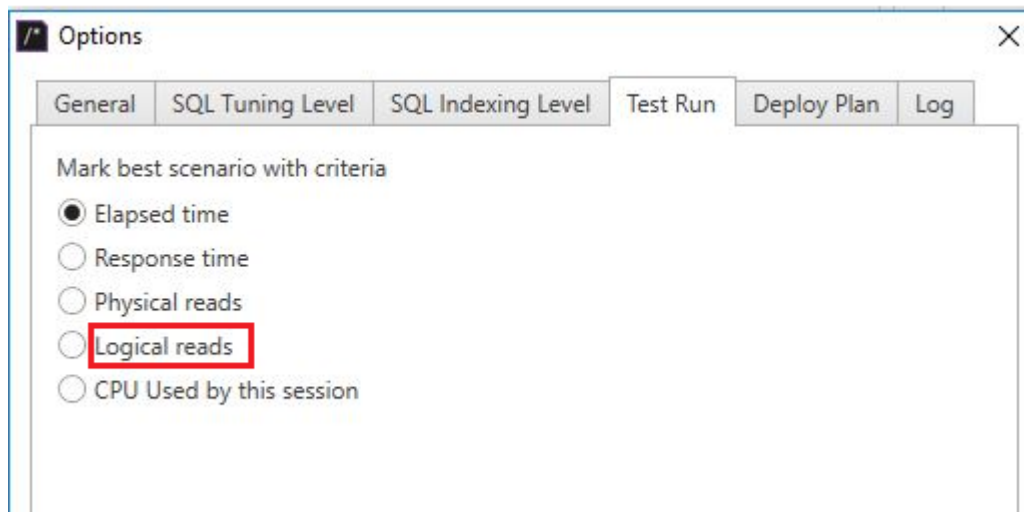 /* Options
General SQL Tuning Level SQL Indexing Level Test Run Deploy Plan Log
Mark best scenario with criteria
Elapsed time
Response time
Physical reads
Logical reads
CPU Used by this session